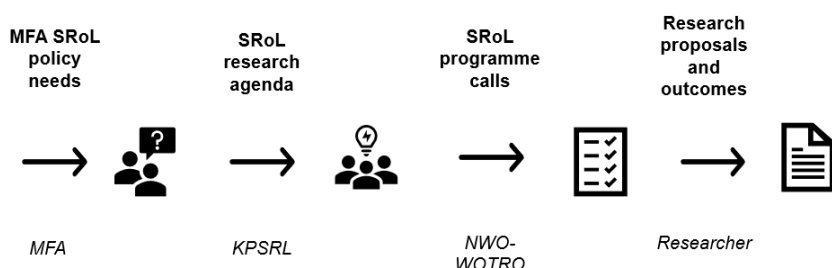 MFA SRoL
policy
needs
SRoL
research
agenda
SRoL
programme
calls
Research
proposals
and
outcomes
?
MFA
KPSRL
NWO-
WOTRO
Researcher